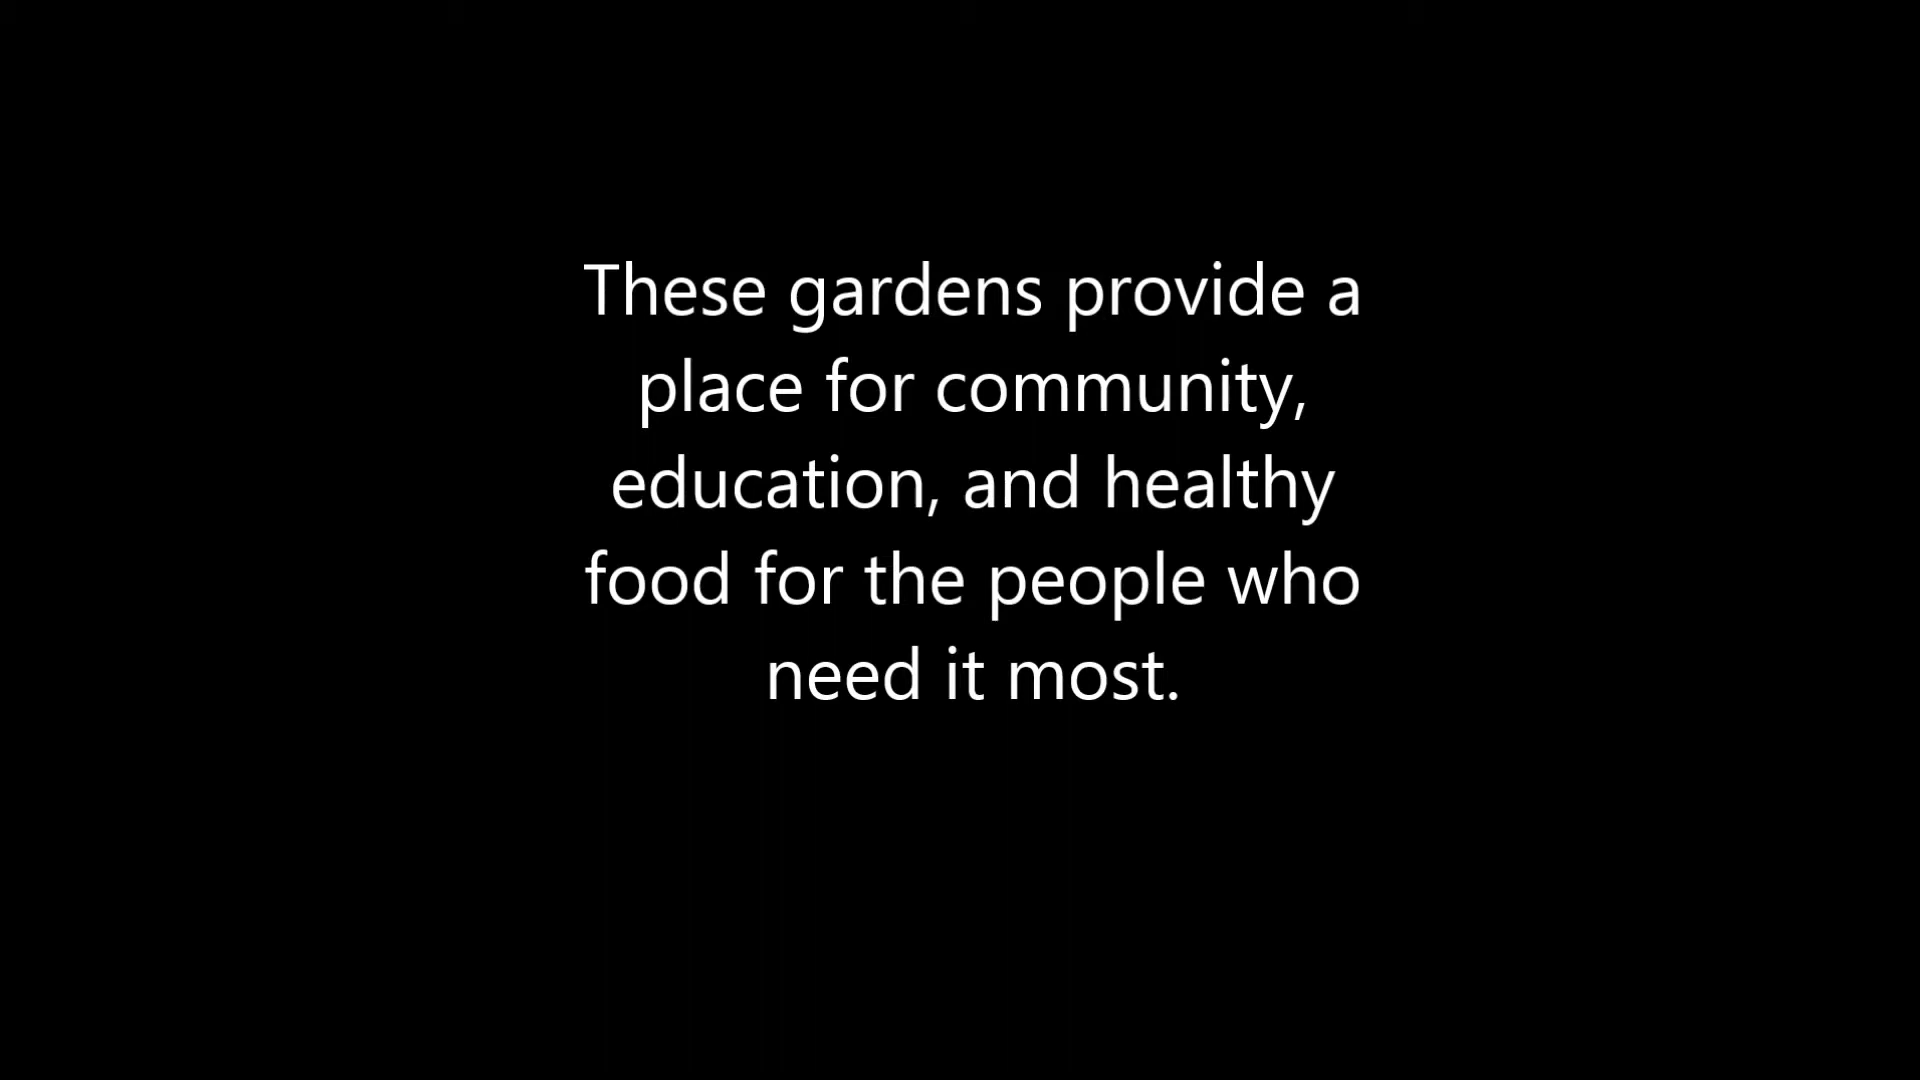 These gardens provide a
place for community,
education, and healthy
food for the people who
need it most.